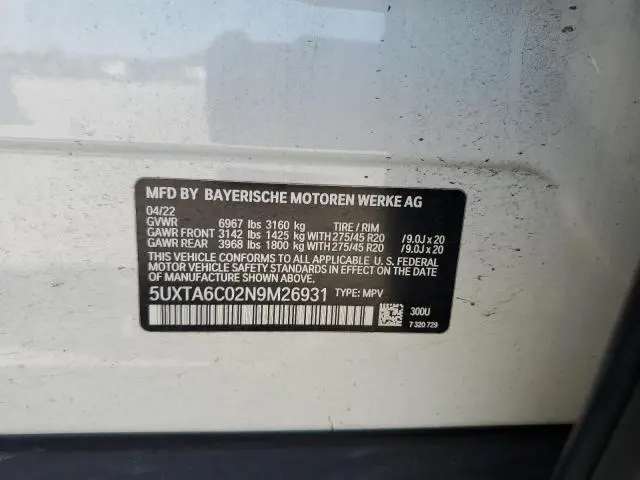 MFD BY BAYERISCHE MOTOREN WERKE AG
04/22
GVWR 6967 lbs 3160 kg TIRE / RIM
GAWR FRONT 3142 lbs 1425 kg WITH 275/45 R20 /9.0J x 20
GAWR REAR 3968 lbs 1800 kg WITH 275/45 R20 /9.0J x 20
THIS VEHICLE CONFORMS TO ALL APPLICABLE U.S. FEDERAL
MOTOR VEHICLE SAFETY STANDARDS IN EFFECT ON THE DATE
OF MANUFACTURE SHOWN ABOVE.
5UXTA6C02N9M26931 TYPE: MPV
300U
7 320 729